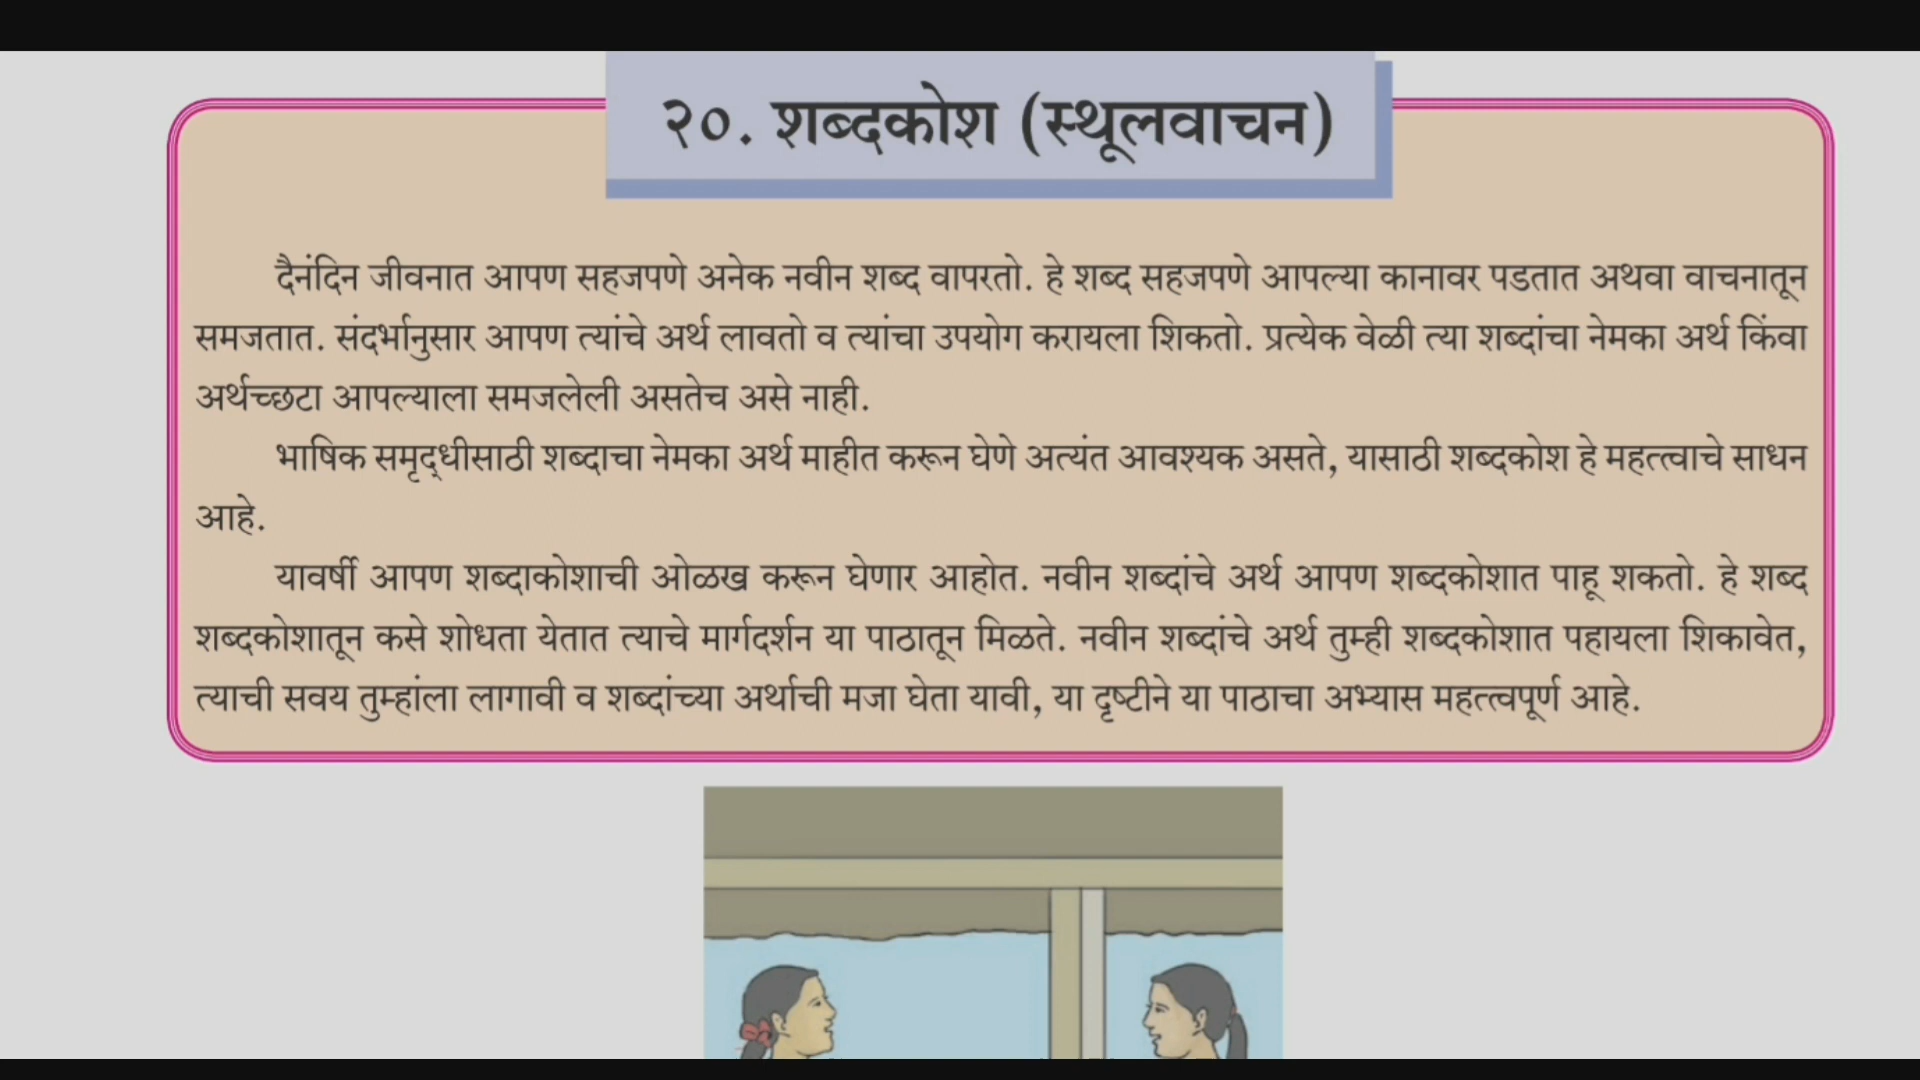 २०. शब्दकोश (स्थूलवाचन)
दैनंदिन जीवनात आपण सहजपणे अनेक नवीन शब्द वापरतो. हे शब्द सहजपणे आपल्या कानावर पडतात अथवा वाचनातून
समजतात. संदर्भानुसार आपण त्यांचे अर्थ लावतो व त्यांचा उपयोग करायला शिकतो. प्रत्येक वेळी त्या शब्दांचा नेमका अर्थ किंवा
अर्थच्छटा आपल्याला समजलेली असतेच असे नाही.
भाषिक समृद्धीसाठी शब्दाचा नेमका अर्थ माहीत करून घेणे अत्यंत आवश्यक असते, यासाठी शब्दकोश हे महत्त्वाचे साधन
आहे.
यावर्षी आपण शब्दाकोशाची ओळख करून घेणार आहोत. नवीन शब्दांचे अर्थ आपण शब्दकोशात पाहू शकतो. हे शब्द
शब्दकोशातून कसे शोधता येतात त्याचे मार्गदर्शन या पाठातून मिळते. नवीन शब्दांचे अर्थ तुम्ही शब्दकोशात पहायला शिकावेत,
त्याची सवय तुम्हांला लागावी व शब्दांच्या अर्थाची मजा घेता यावी, या दृष्टीने या पाठाचा अभ्यास महत्त्वपूर्ण आहे.